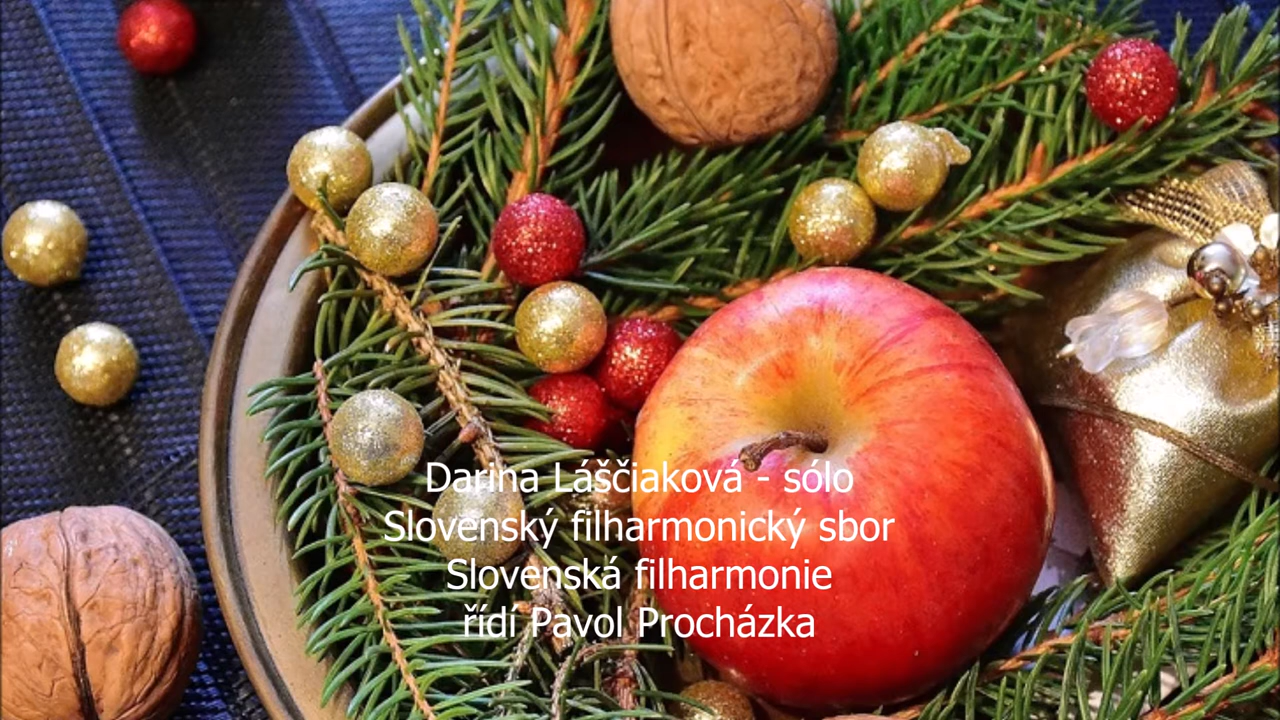 Darina Láščiaková - sólo
Slovenský filharmonický sbor
Slovenská filharmonie
řídí Pavol Procházka